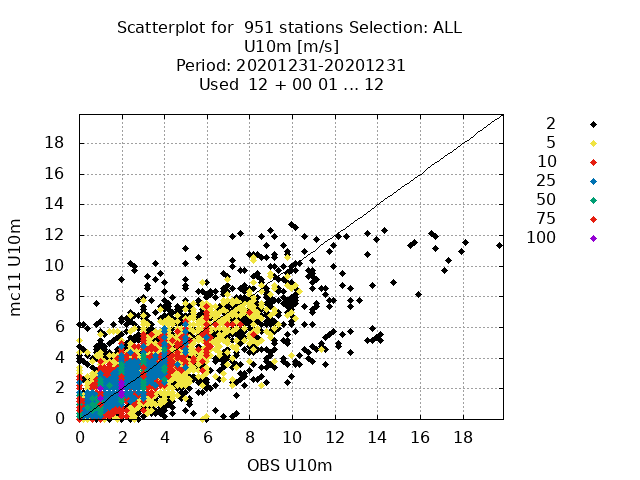 Scatterplot for  951 stations Selection: ALL
U10m [m/s]
Period: 20201231-20201231
Used  12 + 00 01 ... 12
2
5
10
25
50
75
100
18
16
14
12
10
8
6
4
2
0
mc11 U10m
0 2 4 6 8 10 12 14 16 18
OBS U10m